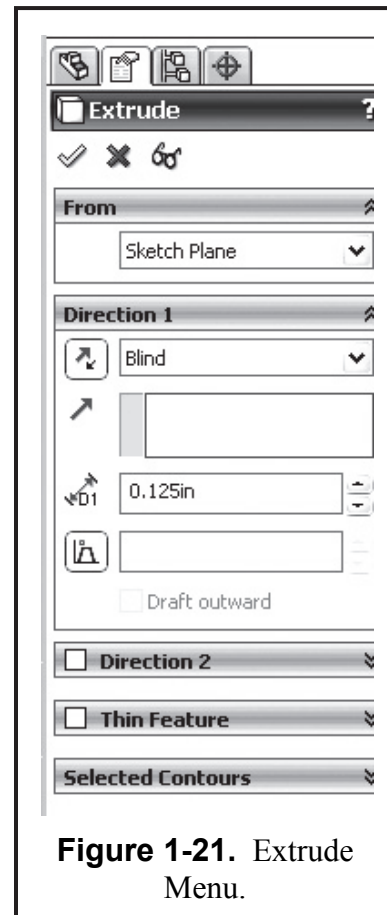 Extrude ?
From
Sketch Plane
Direction 1
Blind
D1 0.125in
Draft outward
Direction 2
Thin Feature
Selected Contours
Figure 1-21. Extrude
Menu.